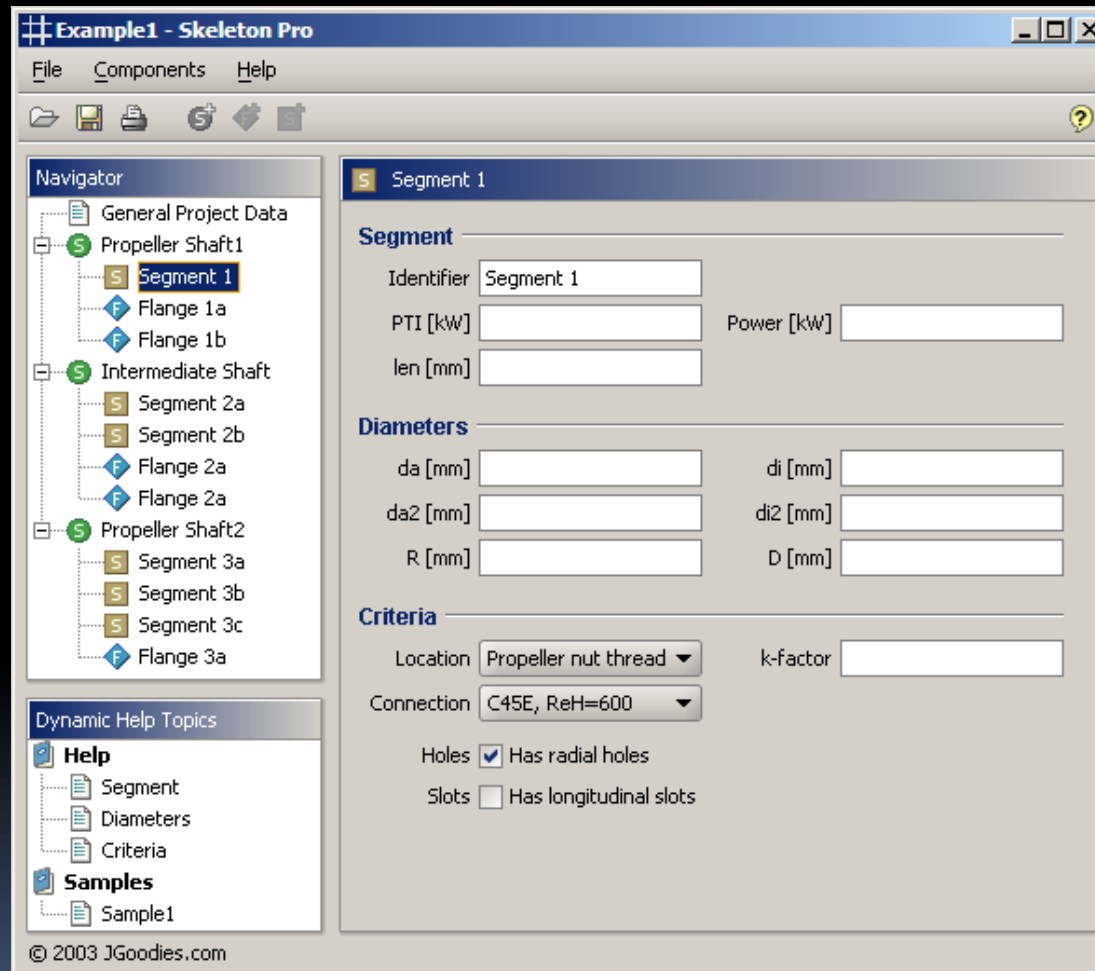 Example1 - Skeleton Pro
File Components Help
Navigator
General Project Data
Propeller Shaft1
Segment 1
Flange 1a
Flange 1b
Intermediate Shaft
Segment 2a
Segment 2b
Flange 2a
Flange 2a
Propeller Shaft2
Segment 3a
Segment 3b
Segment 3c
Flange 3a
Dynamic Help Topics
Help
Segment
Diameters
Criteria
Samples
Sample1
Segment 1
Segment
Identifier Segment 1
PTI [kW] Power [kW]
len [mm]
Diameters
da [mm] di [mm]
da2 [mm] di2 [mm]
R [mm] D [mm]
Criteria
Location Propeller nut thread k-factor
Connection C45E, ReH=600
Holes Has radial holes
Slots Has longitudinal slots
© 2003 JGoodies.com